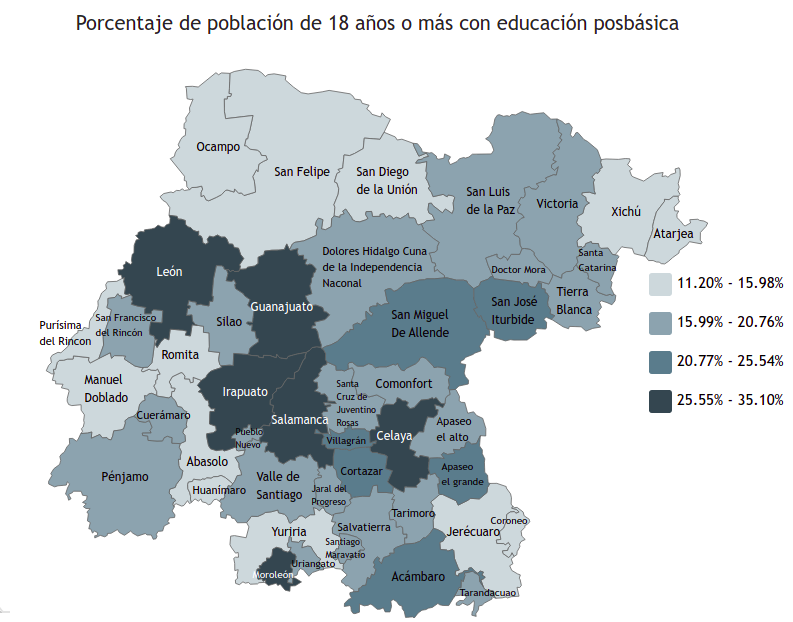 Porcentaje de población de 18 años o más con educación posbásica
Ocampo
San Felipe
San Diego
de la Unión
San Luis
de la Paz
Victoria
Xichú
Atarjea
León
Dolores Hidalgo Cuna
de la Independencia
Naconal
Doctor Mora
Santa
Catarina
Guanajuato
San Miguel
De Allende
San José
Iturbide
Tierra
Blanca
11.20% - 15.98%
15.99% - 20.76%
20.77% - 25.54%
25.55% - 35.10%
Purísima
del Rincon
San Francisco
del Rincón
Silao
Romita
Manuel
Doblado
Irapuato
Santa
Cruz de
Juventino
Rosas
Comonfort
Cuerámaro
Salamanca
Pueblo
Nuevo
Villagrán
Celaya
Apaseo
el alto
Abasolo
Pénjamo
Huanimaro
Valle de
Santiago
Cortazar
Apaseo
el grande
Jaral del
Progreso
Yuriria
Salvatierra
Tarimoro
Jerécuaro
Coroneo
Santiago
Maravatío
Uriangato
Moroleón
Acámbaro
Tarandacuao